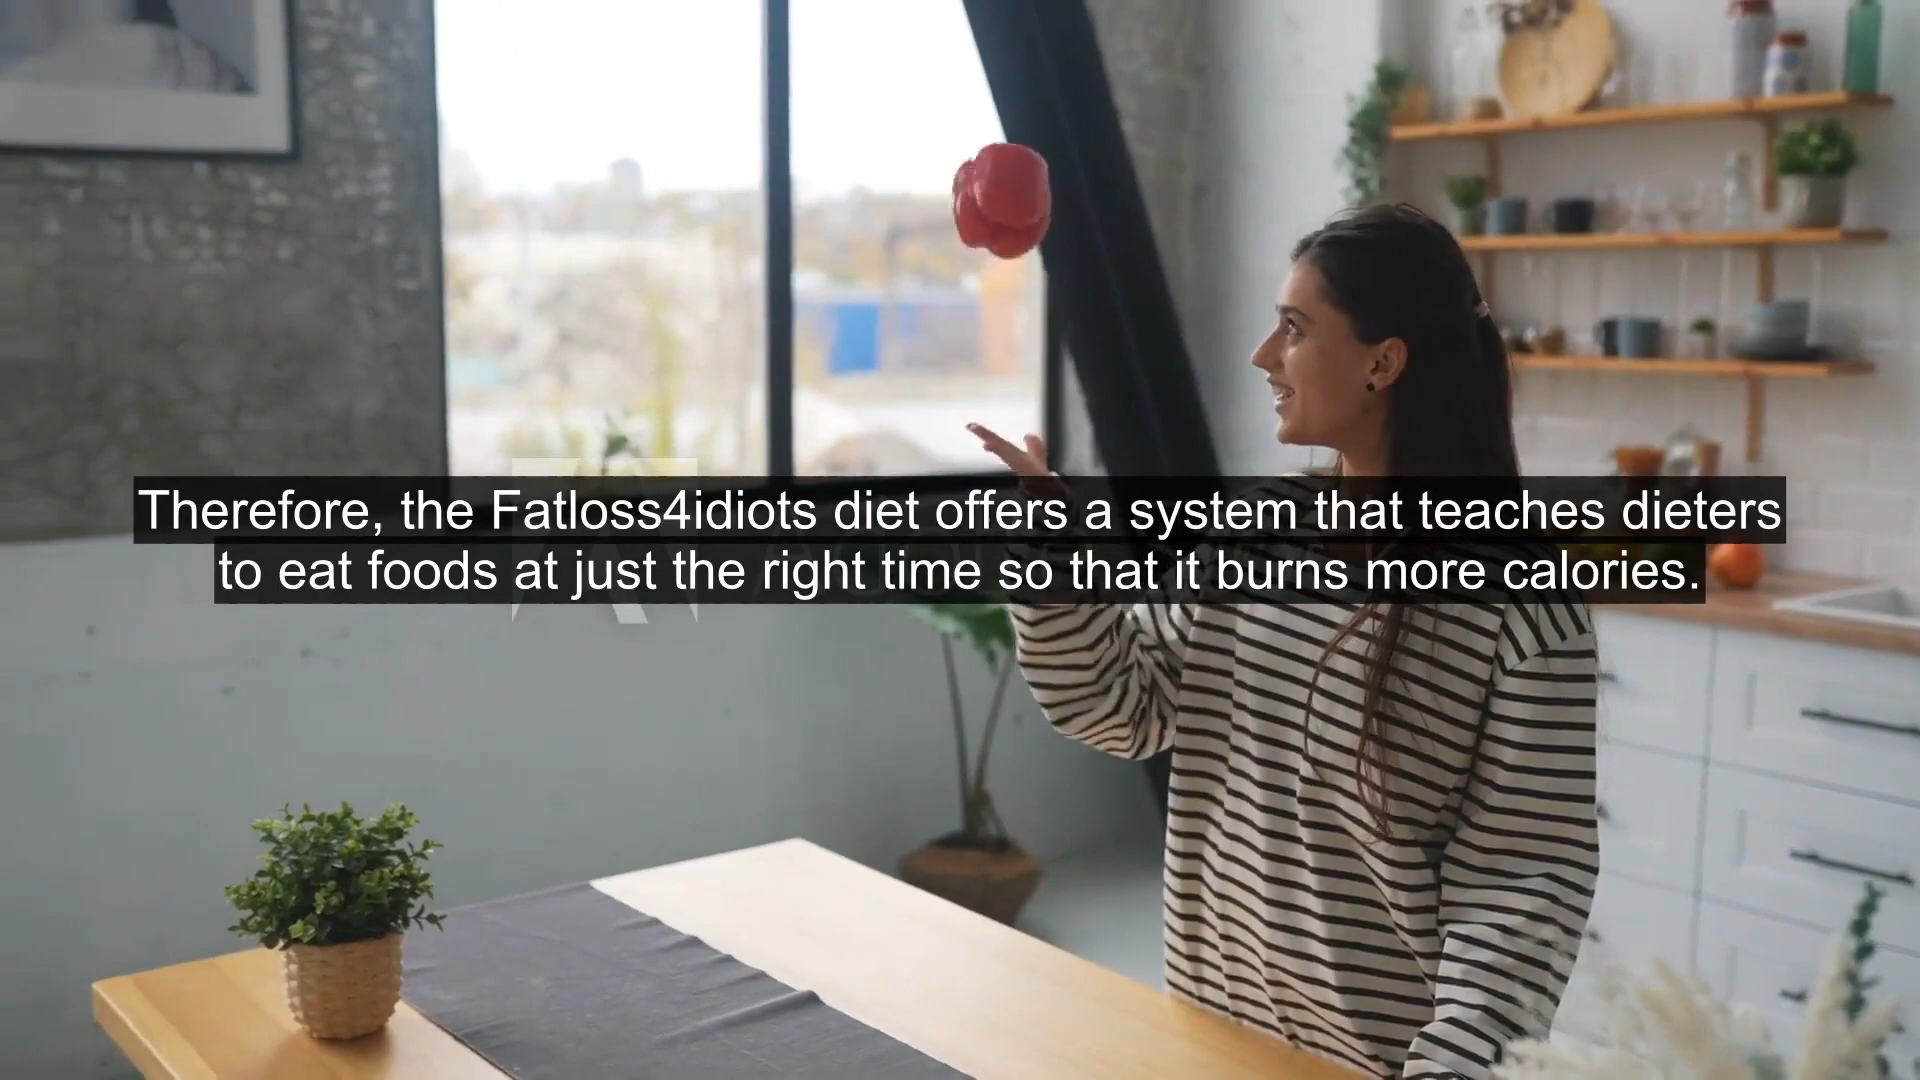 Therefore, the Fatloss4idiots diet offers a system that teaches dieters
to eat foods at just the right time so that it burns more calories.